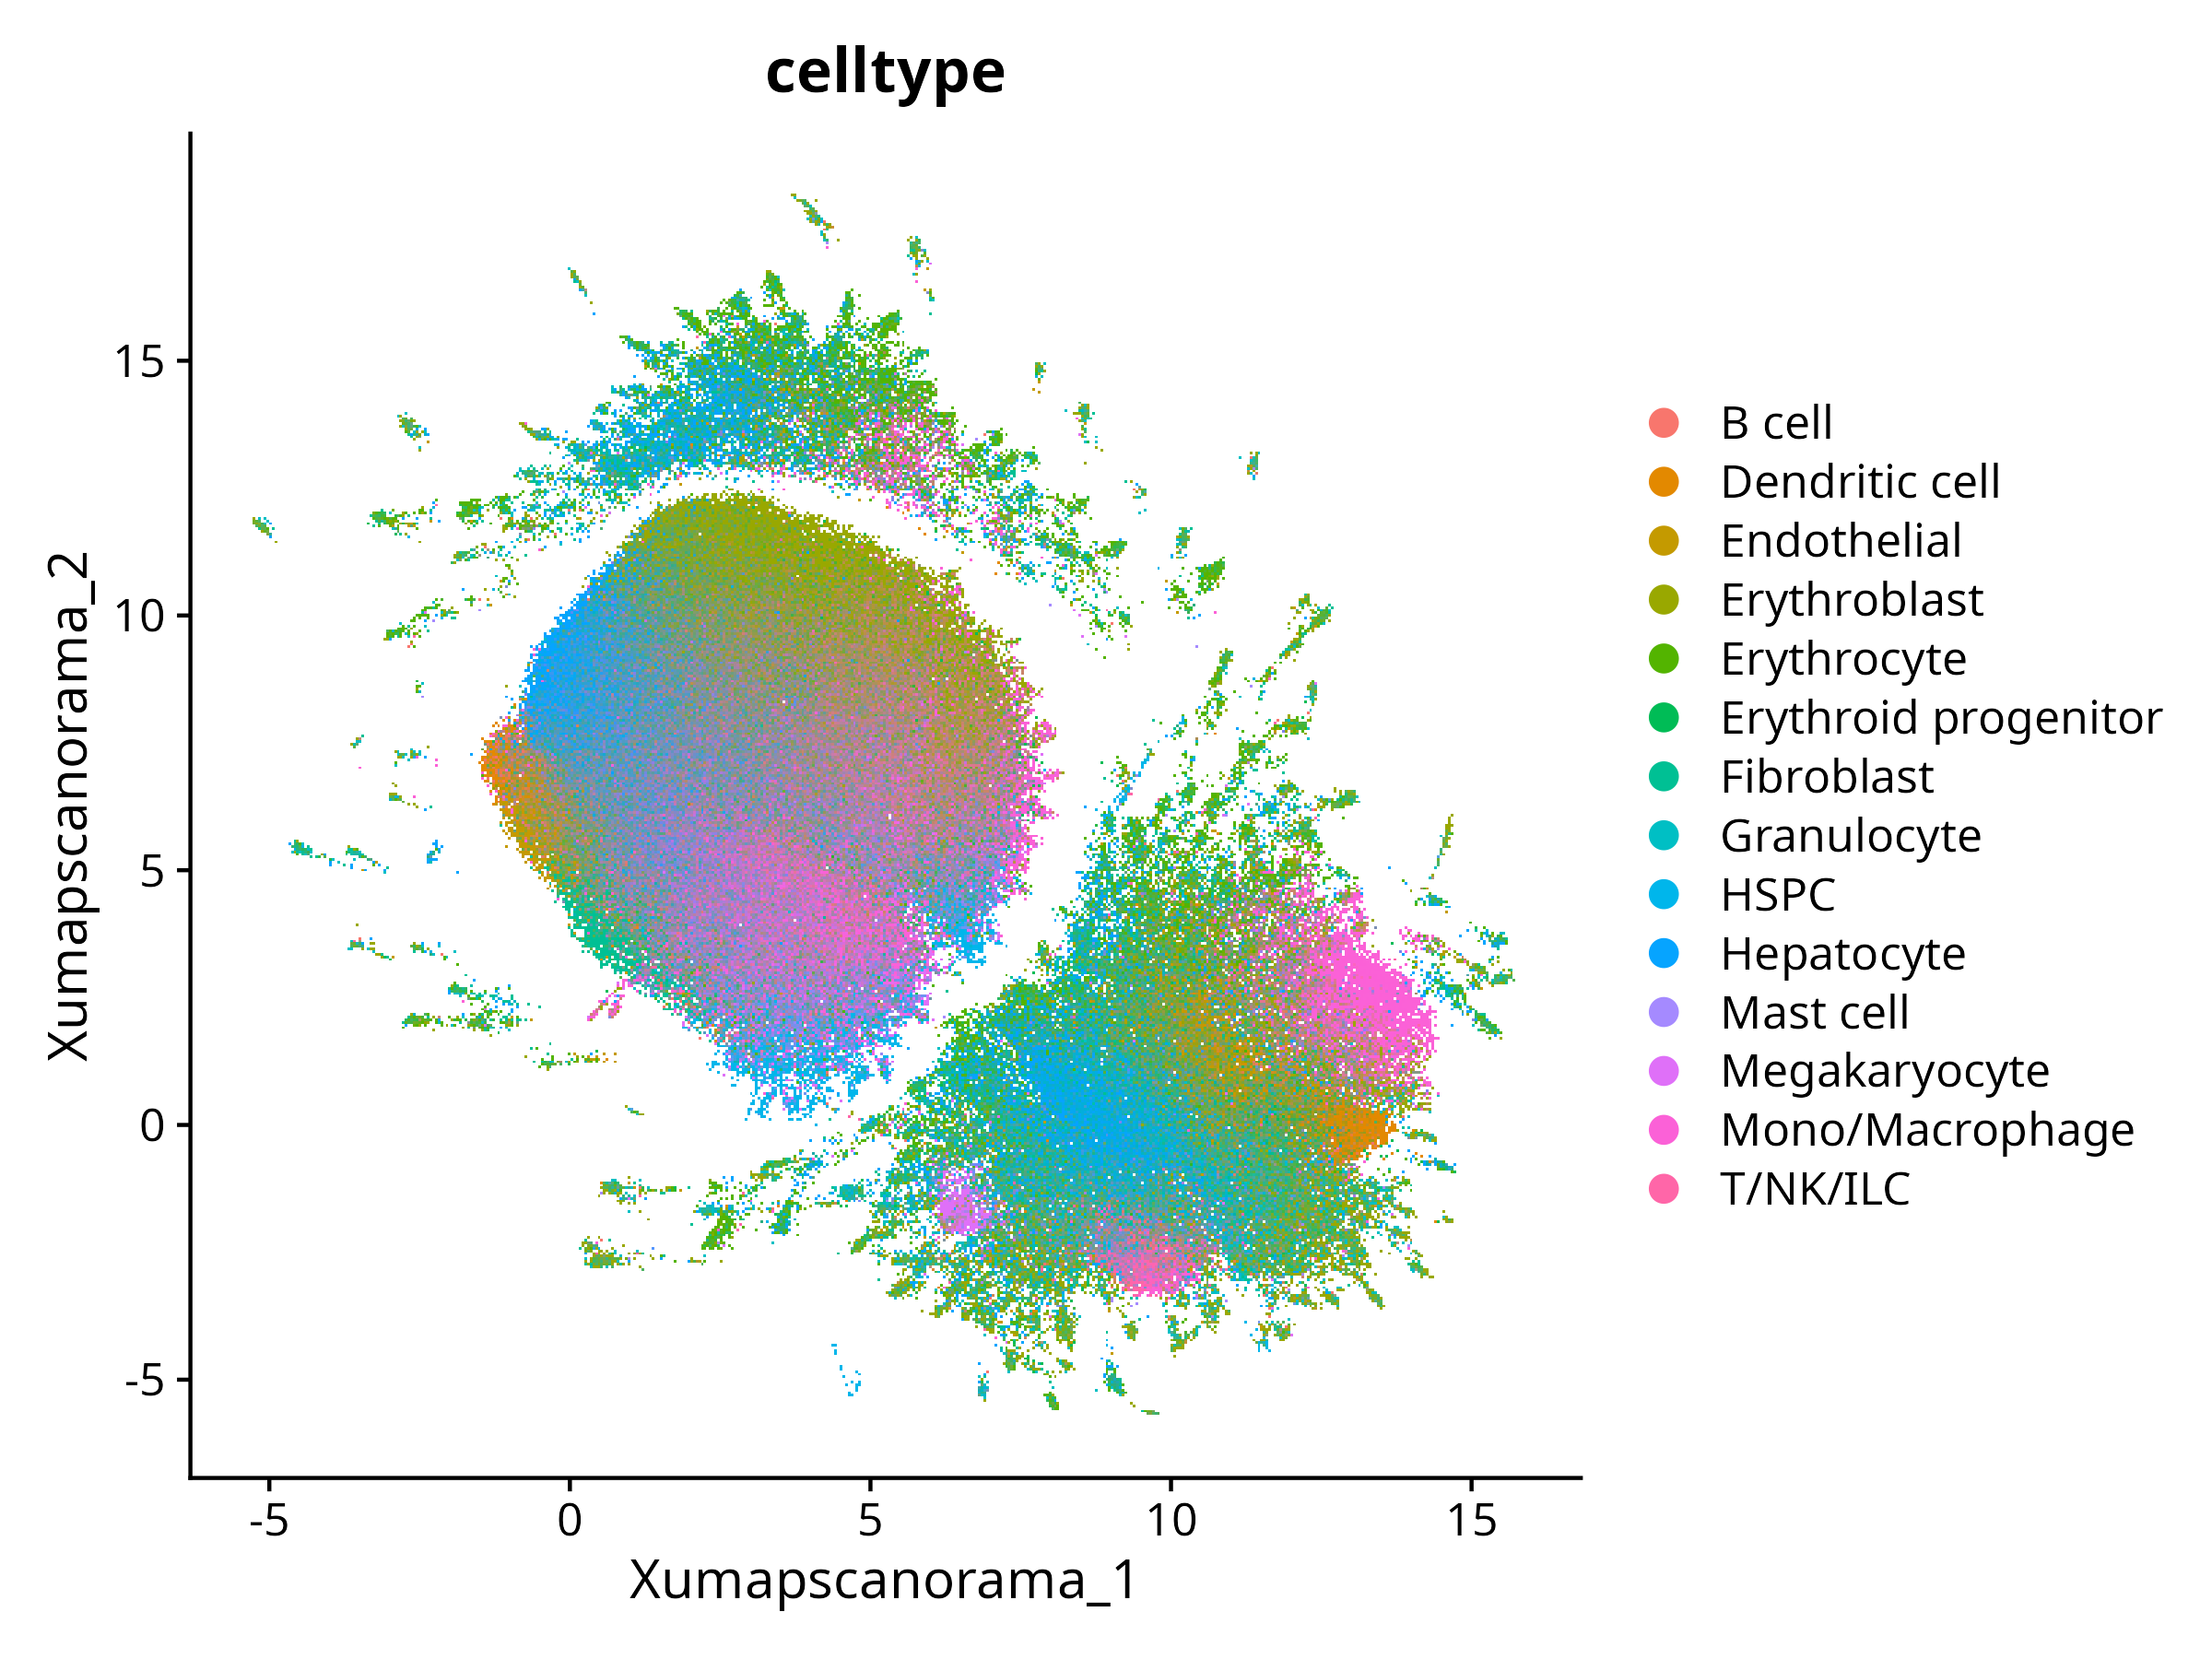 celltype
Xumapscanorama_2
15
10
5
0
-5
-5
0
5
10
15
Xumapscanorama_1
B cell
Dendritic cell
Endothelial
Erythroblast
Erythrocyte
Erythroid progenitor
Fibroblast
Granulocyte
HSPC
Hepatocyte
Mast cell
Megakaryocyte
Mono/Macrophage
T/NK/ILC